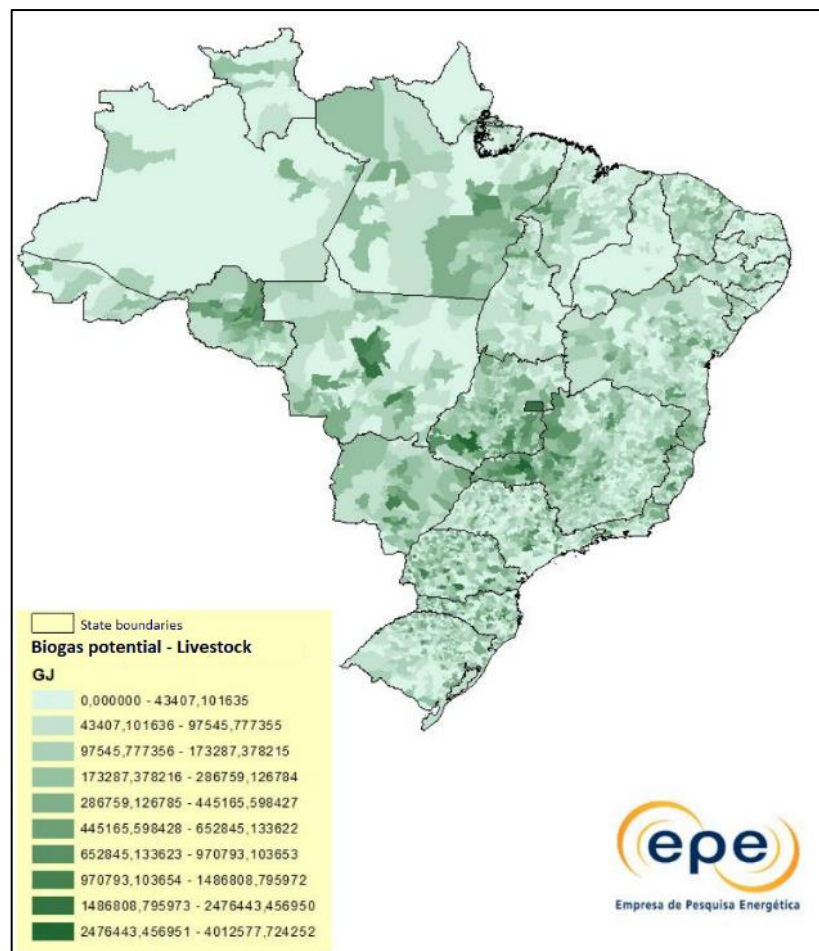 State boundaries
Biogas potential - Livestock
GJ
0,000000 - 43407,101635
43407,101636 - 97545,777355
97545,777356 - 173287,378215
173287,378216 - 286759,126784
286759,126785 - 445165,598427
445165,598428 - 652845,133622
652845,133623 - 970793,103653
970793,103654 - 1486808,795972
1486808,795973 - 2476443,456950
2476443,456951 - 4012577,724252
epe
Empresa de Pesquisa Energética